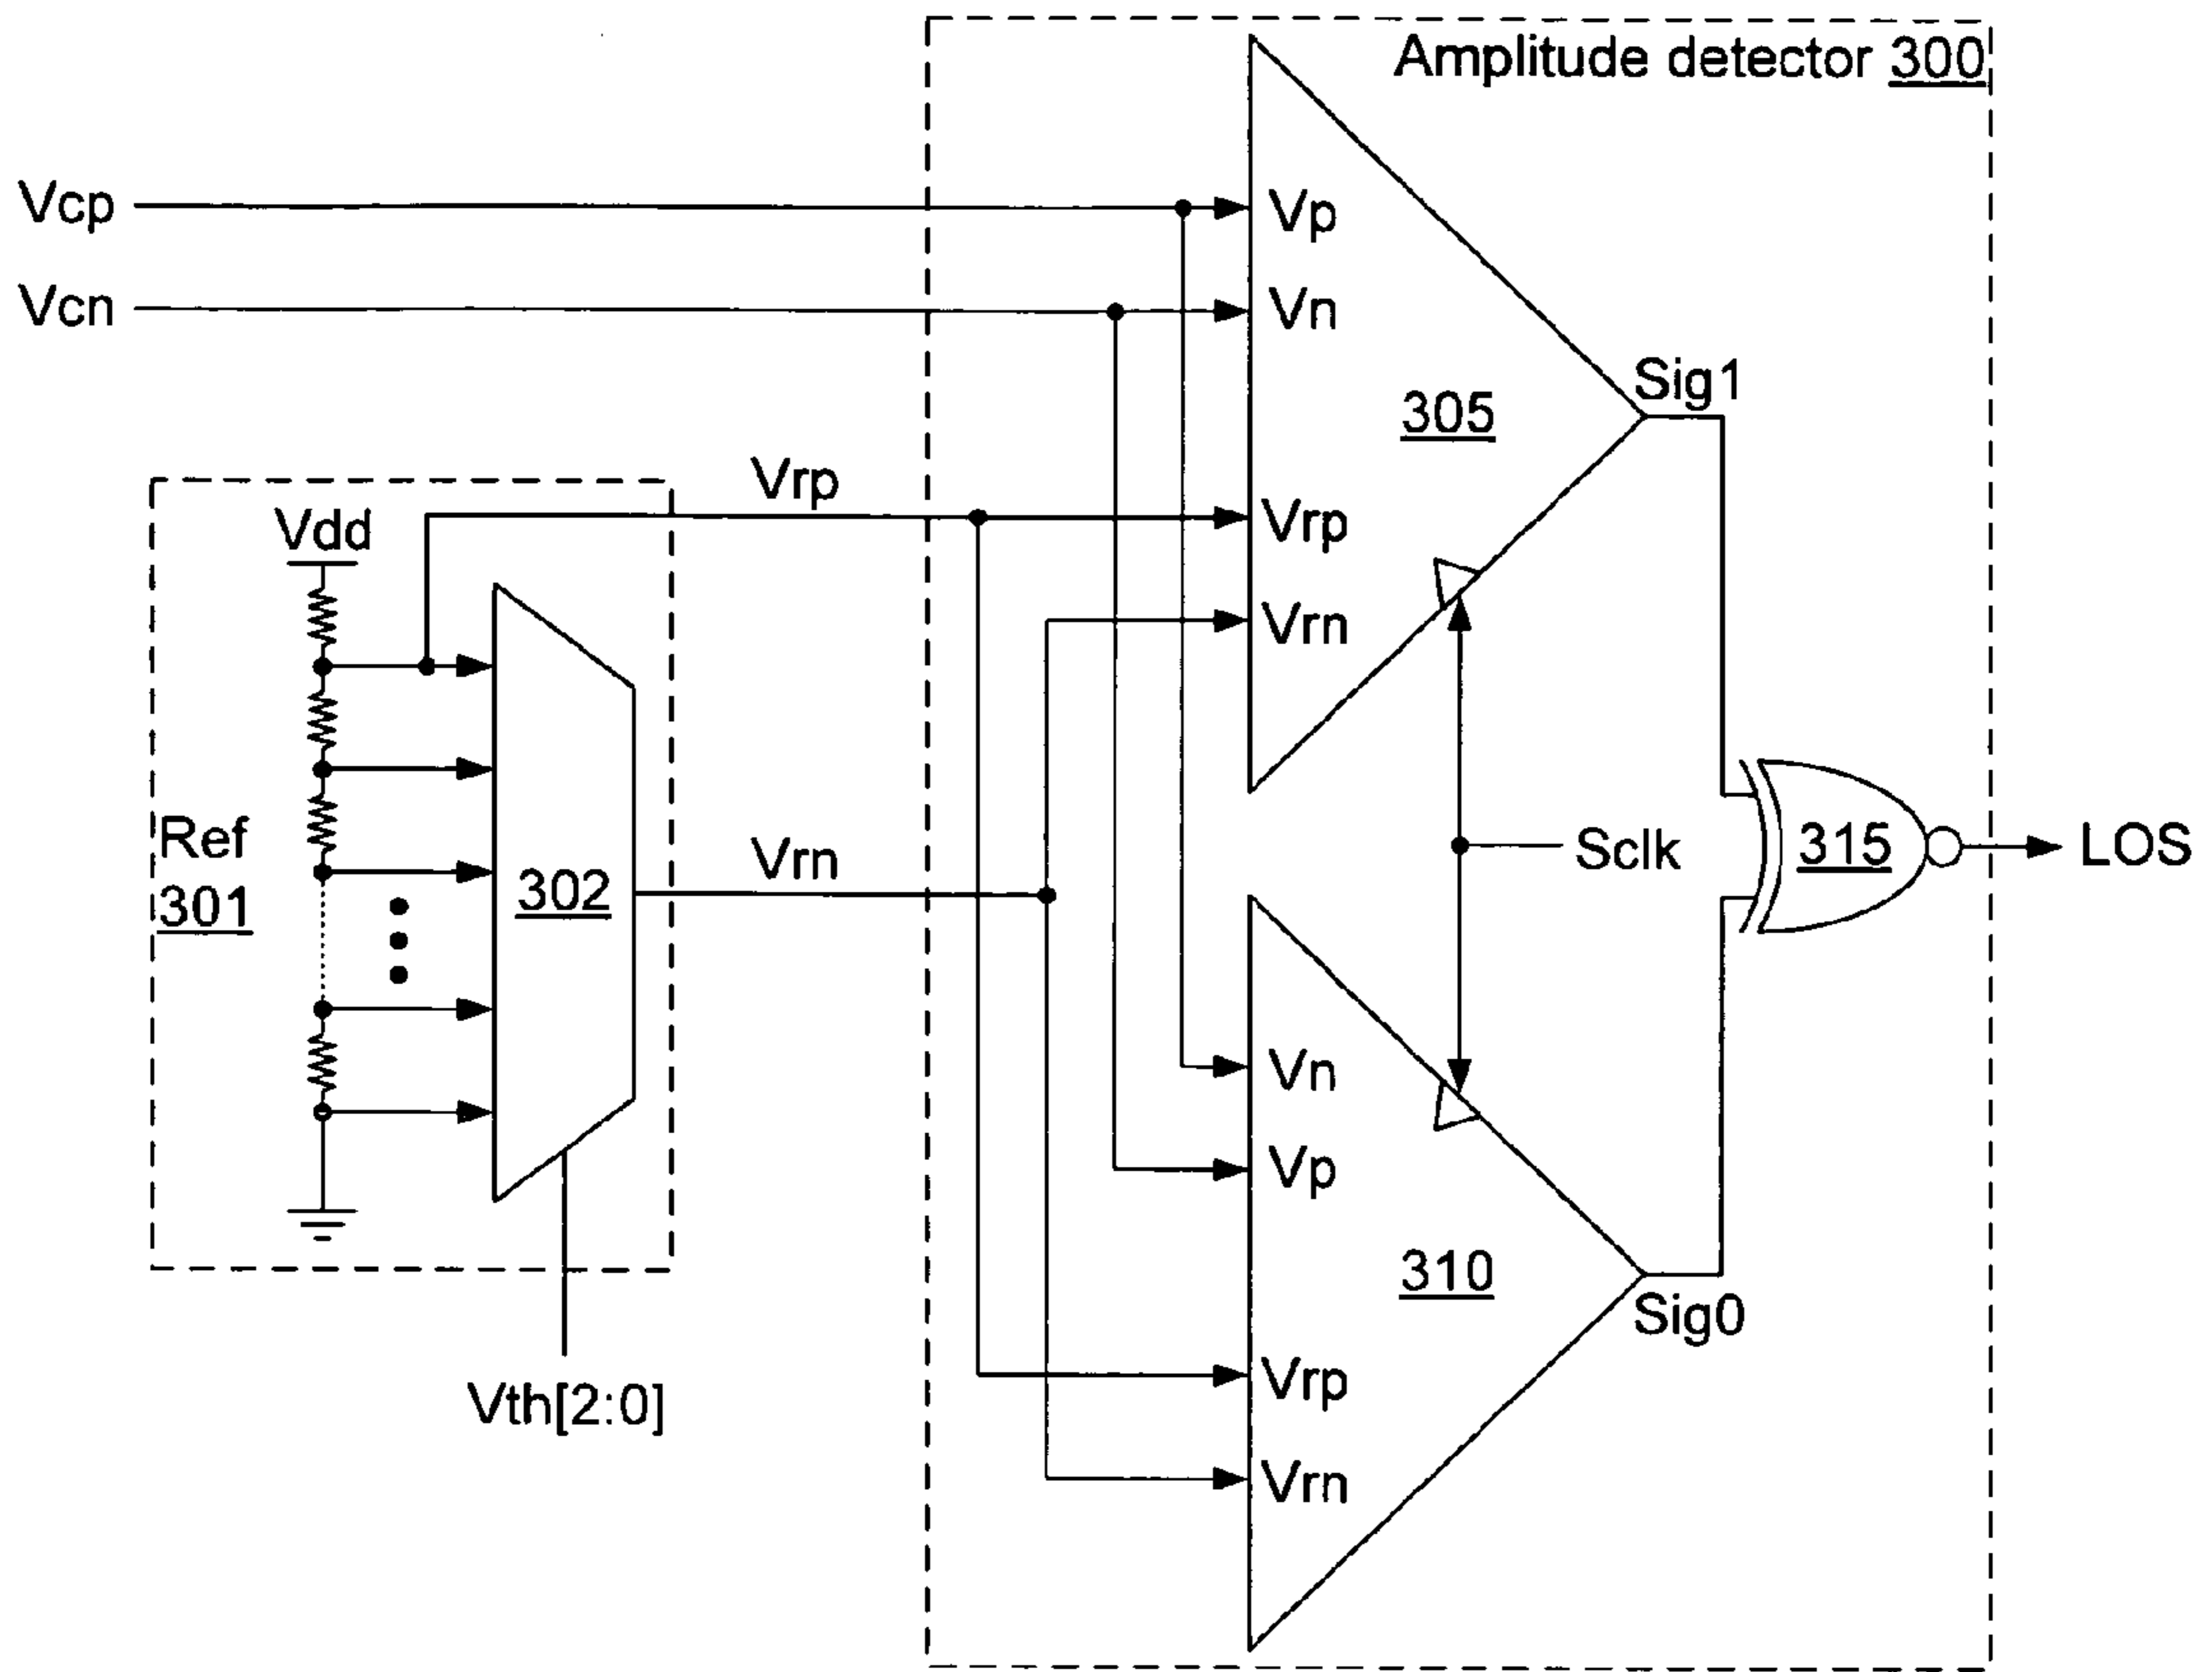 Amplitude detector 300
Vcp
Vp
Vcn
Vn
Sig1
305
Vrp
Vrp
Vdd
Vrn
Ref
301
302
Vrn
Sclk
315
LOS
Vn
Vp
310
Sig0
Vrp
Vth[2:0]
Vrn